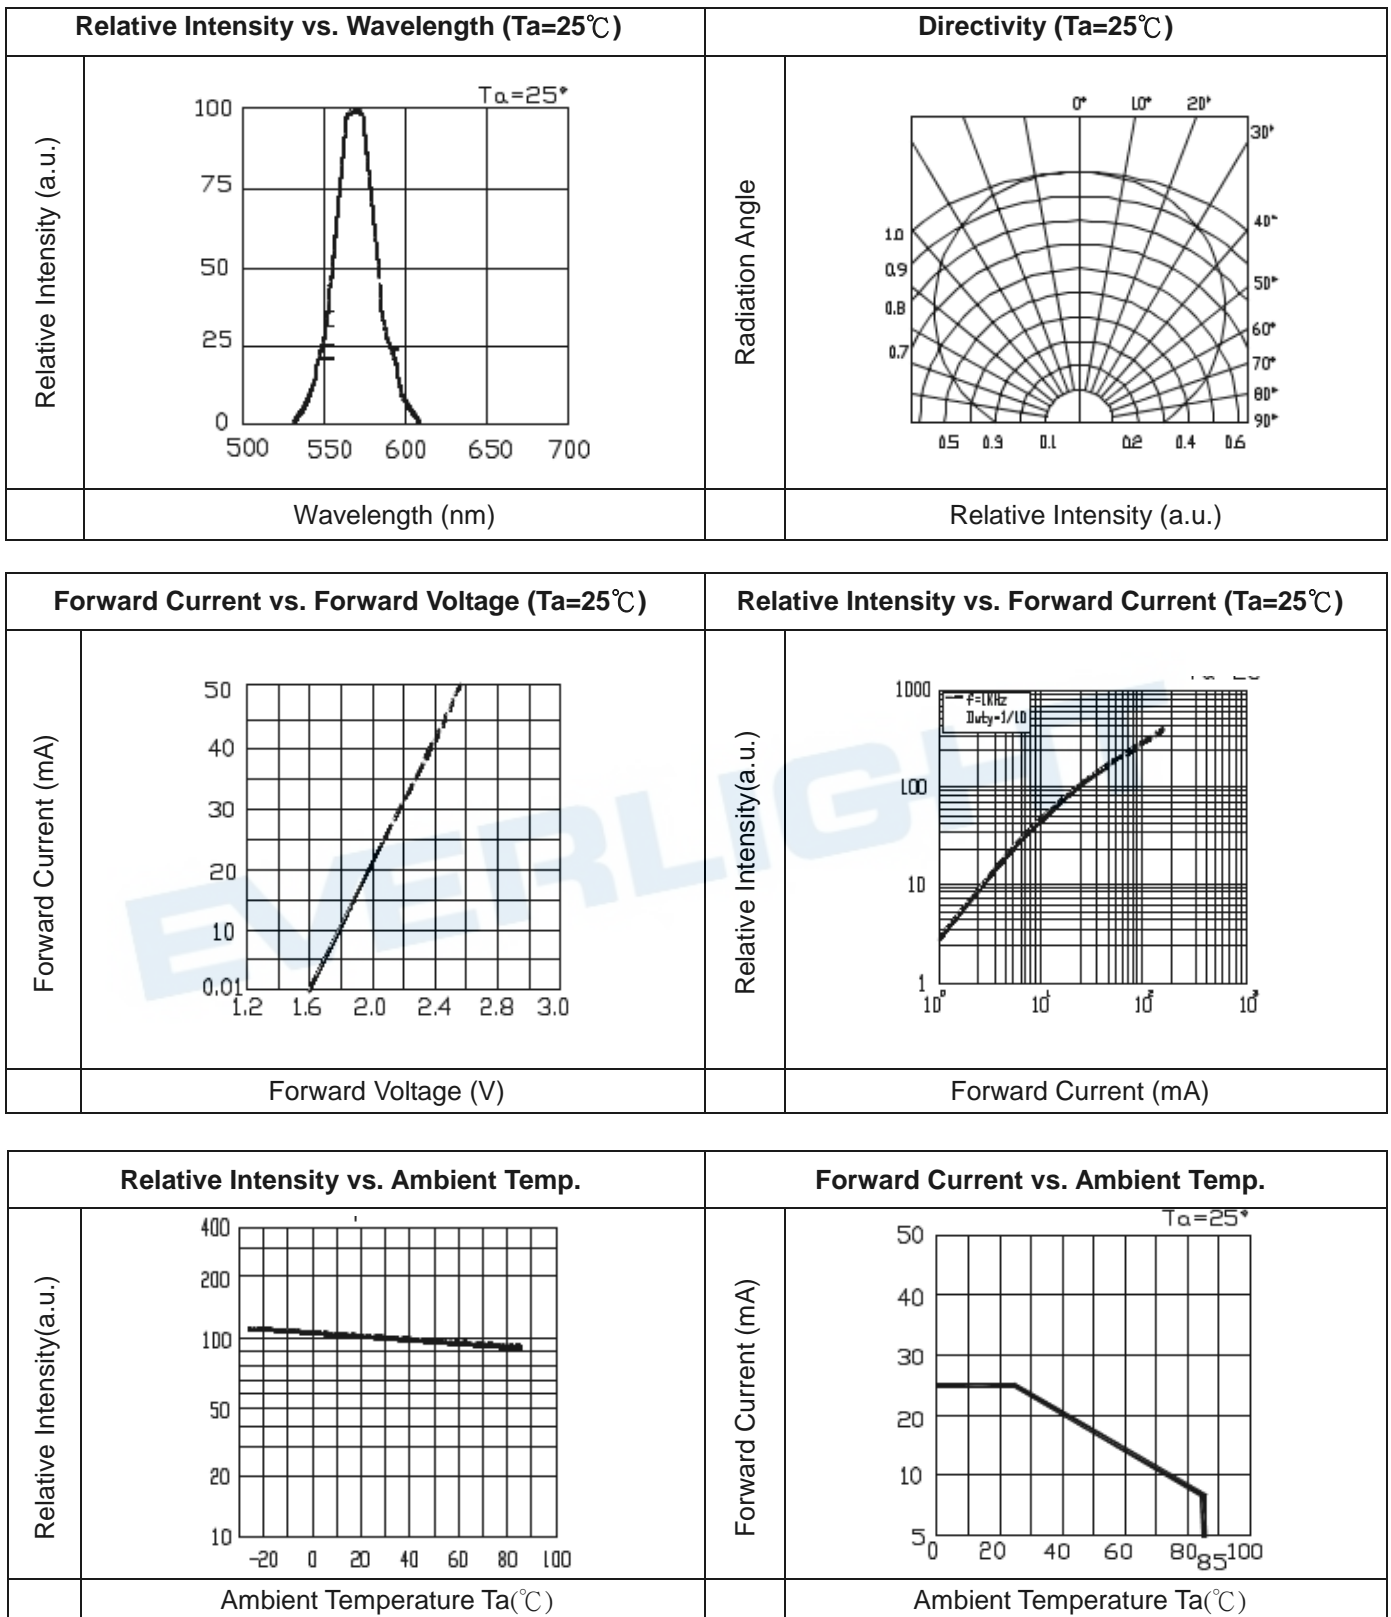 Relative Intensity vs. Wavelength (Ta=25℃)
Directivity (Ta=25℃)
Relative Intensity (a.u.)
Ta=25°
100
75
50
25
0
500 550 600 650 700
Wavelength (nm)
Radiation Angle
0° 10° 20°
30°
40°
50°
60°
70°
80°
90°
1.0
0.9
0.8
0.7
0.5 0.3 0.1 0.2 0.4 0.6
Relative Intensity (a.u.)
Forward Current vs. Forward Voltage (Ta=25℃)
Relative Intensity vs. Forward Current (Ta=25℃)
EVERLIGHT
Forward Current (mA)
50
40
30
20
10
0.01
1.2 1.6 2.0 2.4 2.8 3.0
Forward Voltage (V)
Relative Intensity(a.u.)
f=1KHz
Duty=1/10
1000
100
10
1
10⁰ 10¹ 10² 10³
Forward Current (mA)
Relative Intensity vs. Ambient Temp.
Forward Current vs. Ambient Temp.
Relative Intensity(a.u.)
400
200
100
50
20
10
-20 0 20 40 60 80 100
Ambient Temperature Ta(℃)
Forward Current (mA)
Ta=25°
50
40
30
20
10
5
0 20 40 60 80 85 100
Ambient Temperature Ta(℃)